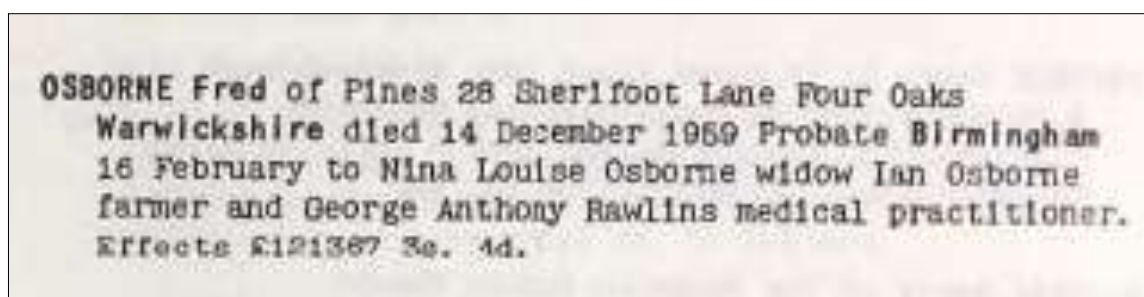 OSBORNE Fred of Pines 28 Sherifoot Lane Four Oaks
Warwickshire died 14 December 1959 Probate Birmingham
16 February to Nina Louise Osborne widow Ian Osborne
farmer and George Anthony Rawlins medical practitioner.
Effects £121367 3s. 4d.